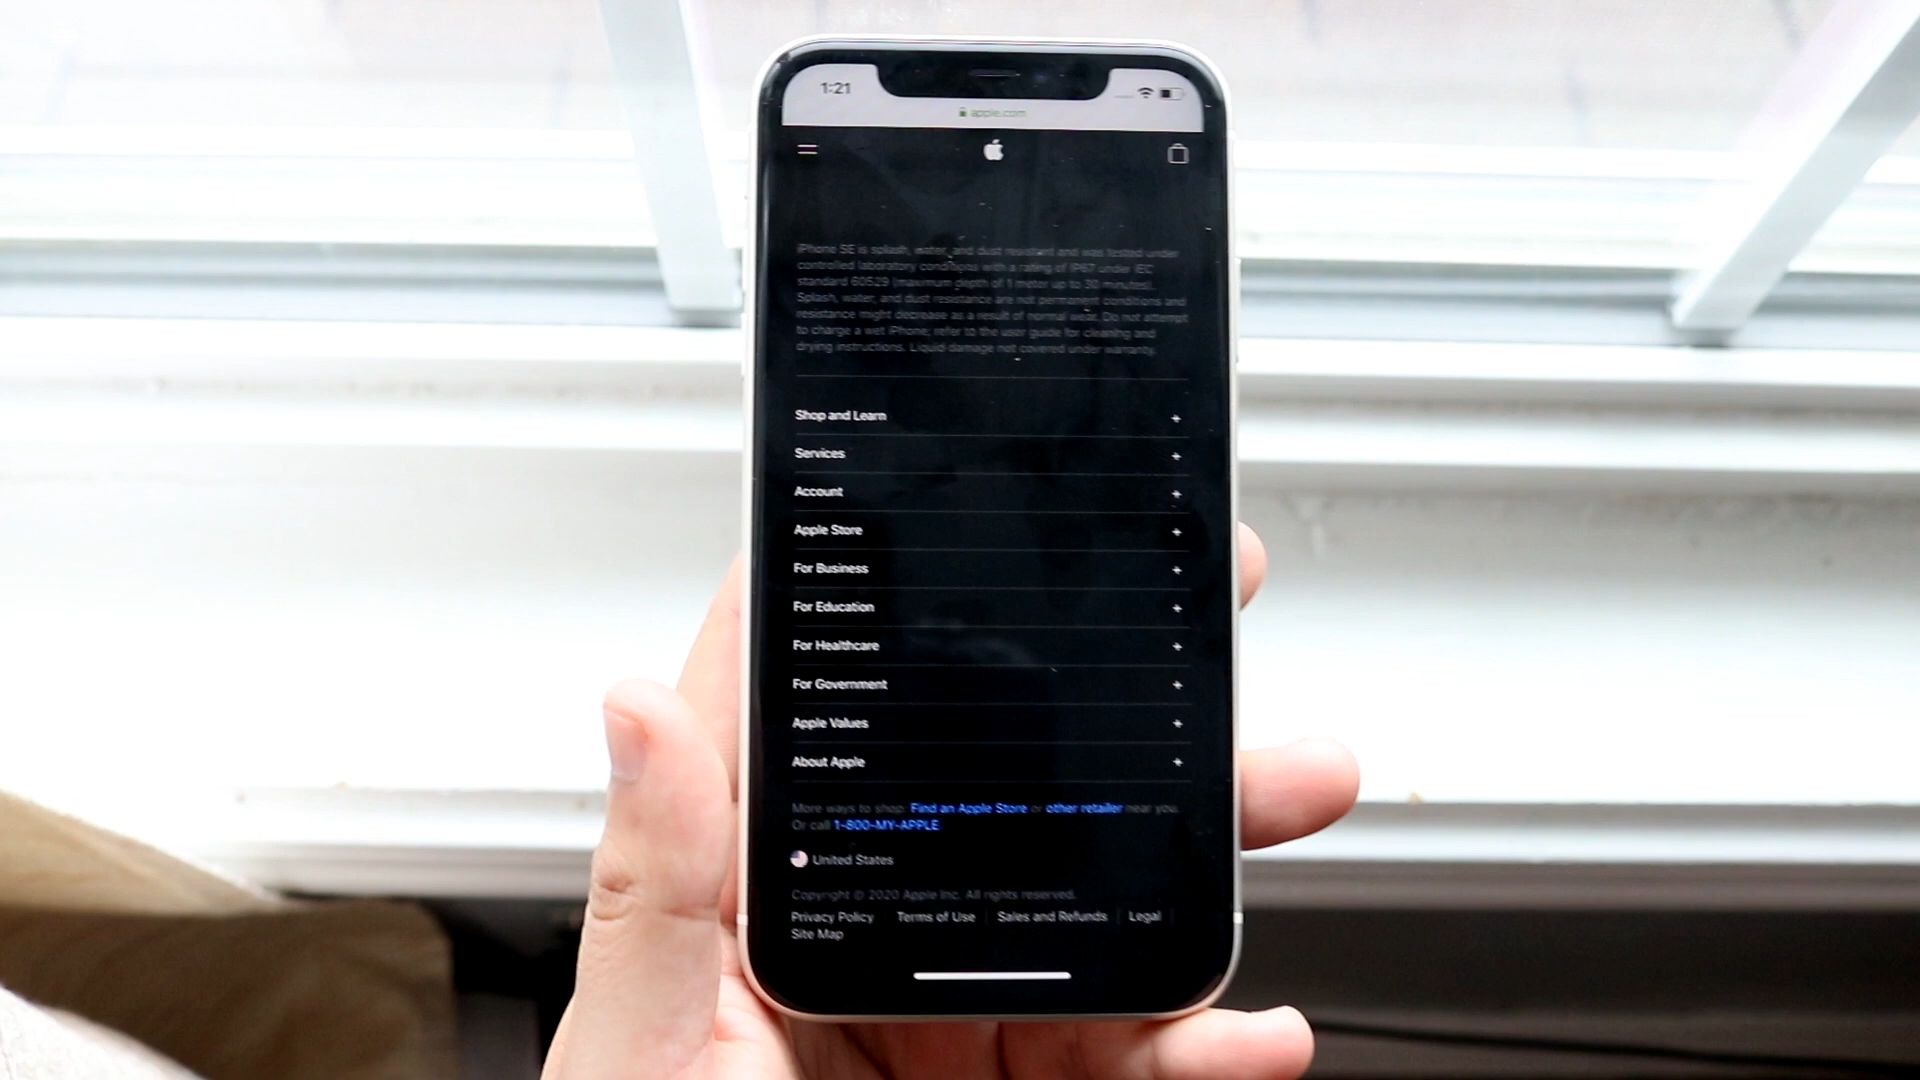 1:21
apple.com
iPhone SE is splash, water, and dust resistant and was tested under
controlled laboratory conditions with a rating of IP67 under IEC
standard 60529 (maximum depth of 1 meter up to 30 minutes).
Splash, water, and dust resistance are not permanent conditions and
resistance might decrease as a result of normal wear. Do not attempt
to charge a wet iPhone; refer to the user guide for cleaning and
drying instructions. Liquid damage not covered under warranty.
Shop and Learn +
Services +
Account +
Apple Store +
For Business +
For Education +
For Healthcare +
For Government +
Apple Values +
About Apple +
More ways to shop: Find an Apple Store or other retailer near you.
Or call 1-800-MY-APPLE
United States
Copyright © 2020 Apple Inc. All rights reserved.
Privacy Policy | Terms of Use | Sales and Refunds | Legal |
Site Map